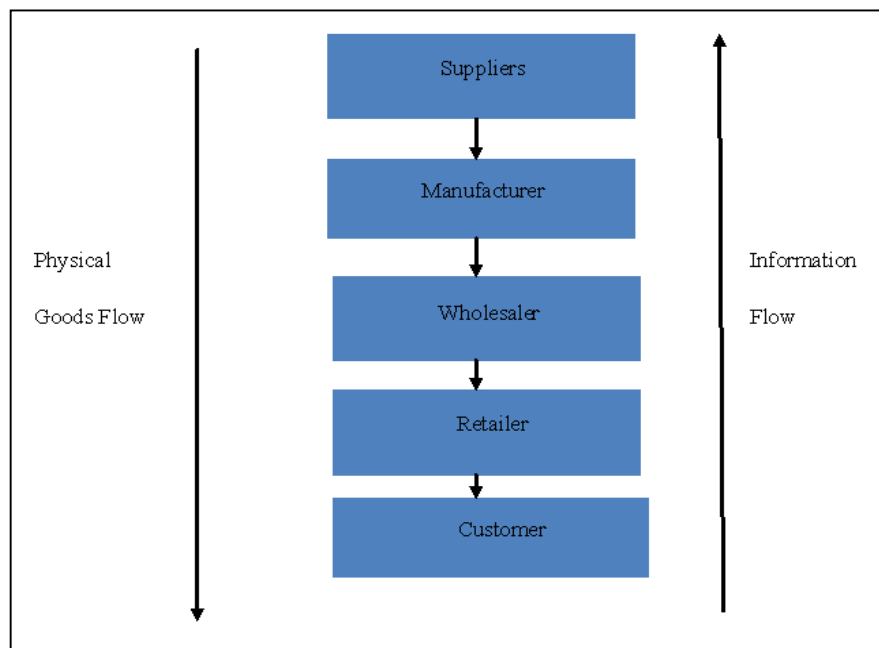 Suppliers
Manufacturer
Physical
Goods Flow
Information
Flow
Wholesaler
Retailer
Customer